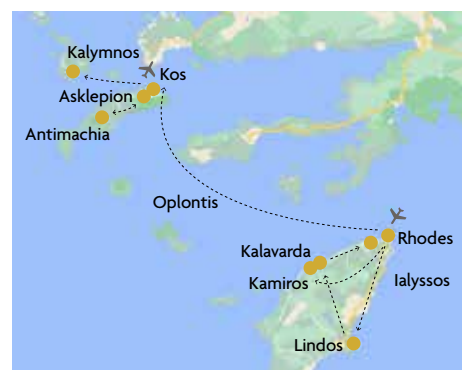 Kalymnos
Kos
Asklepion
Antimachia
Oplontis
Rhodes
Kalavarda
Kamiros
Ialyssos
Lindos